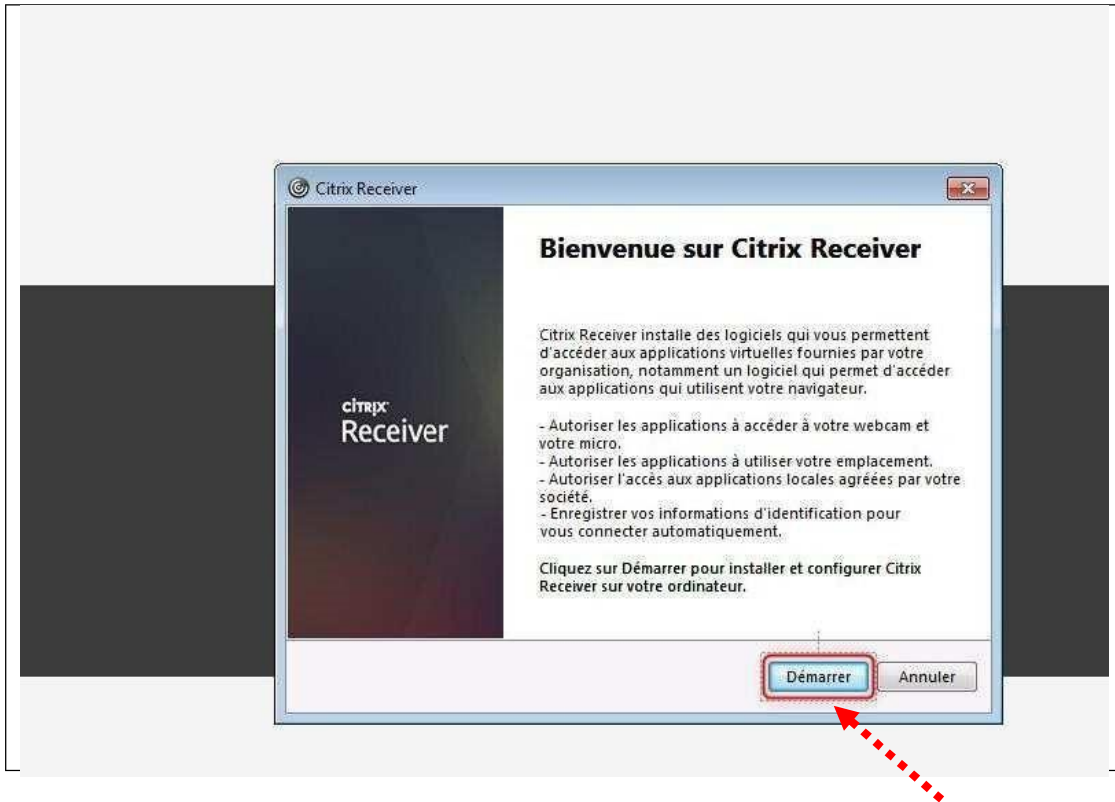 Citrix Receiver
Bienvenue sur Citrix Receiver
Citrix Receiver installe des logiciels qui vous permettent
d'accéder aux applications virtuelles fournies par votre
organisation, notamment un logiciel qui permet d'accéder
aux applications qui utilisent votre navigateur.
- Autoriser les applications à accéder à votre webcam et
votre micro.
- Autoriser les applications à utiliser votre emplacement.
- Autoriser l'accès aux applications locales agréées par votre
société.
- Enregistrer vos informations d'identification pour
vous connecter automatiquement.
Cliquez sur Démarrer pour installer et configurer Citrix
Receiver sur votre ordinateur.
citrix
Receiver
Démarrer
Annuler